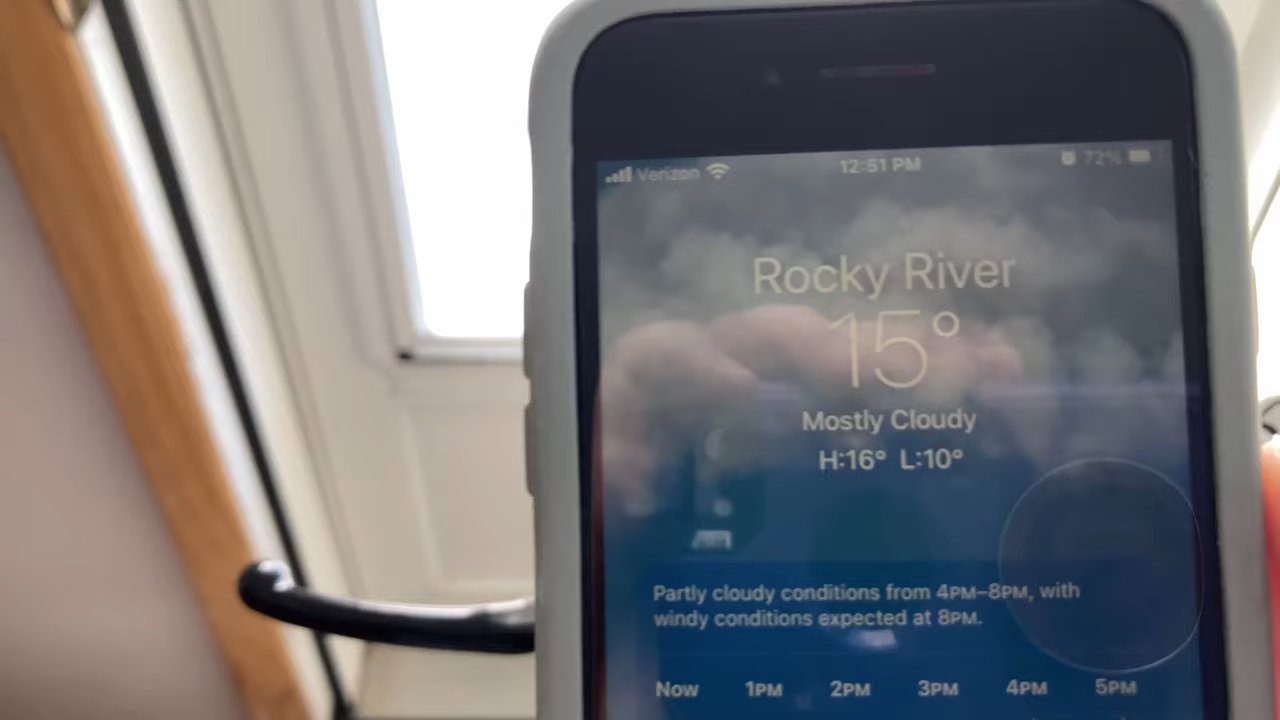 Verizon 12:51 PM 72%
Rocky River
15°
Mostly Cloudy
H:16° L:10°
Partly cloudy conditions from 4PM–8PM, with
windy conditions expected at 8PM.
Now 1PM 2PM 3PM 4PM 5PM